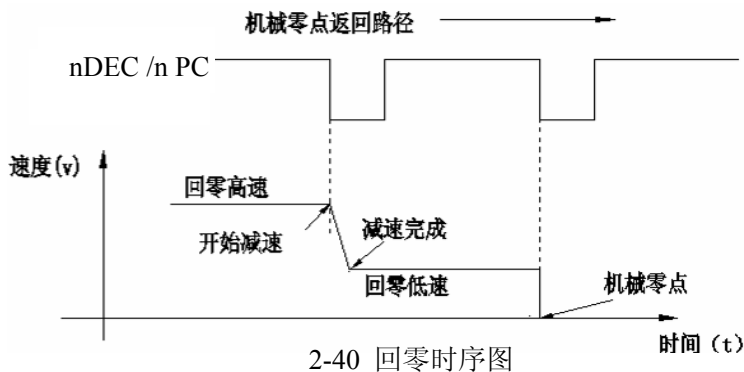 机械零点返回路径
nDEC /n PC
速度(v)
回零高速
开始减速
减速完成
回零低速
机械零点
时间（t）
2-40 回零时序图